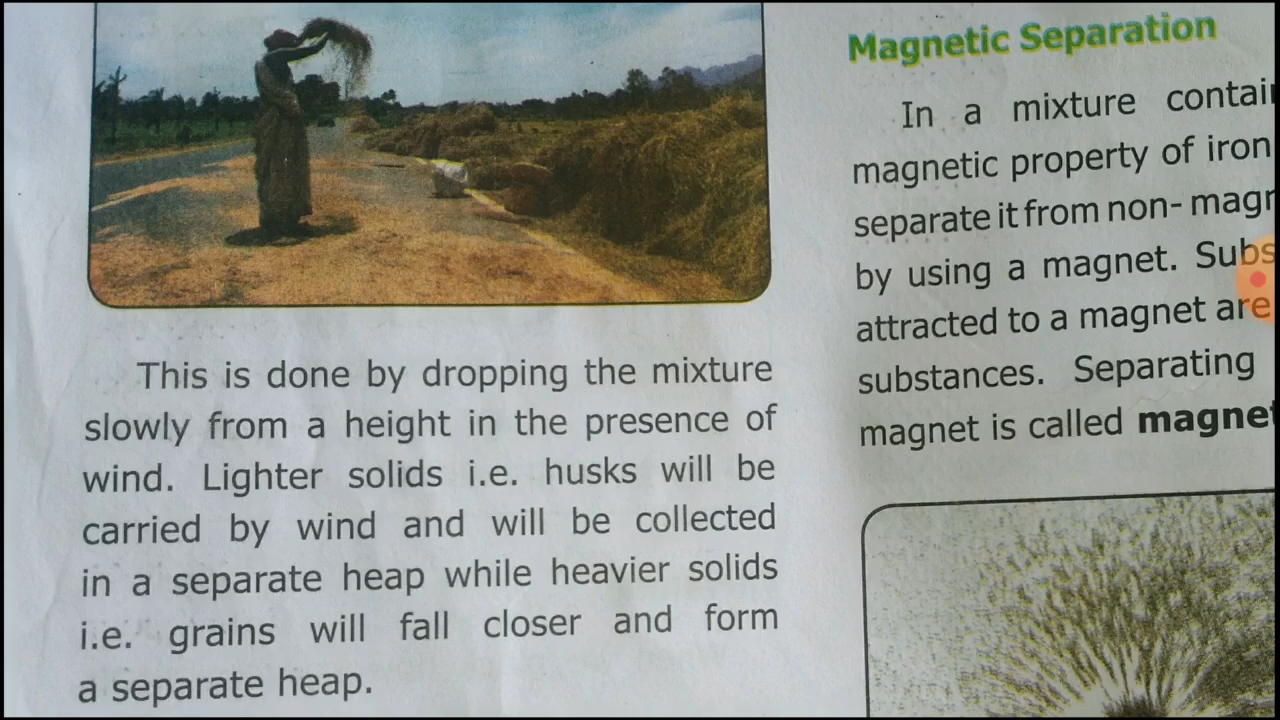 This is done by dropping the mixture
slowly from a height in the presence of
wind. Lighter solids i.e. husks will be
carried by wind and will be collected
in a separate heap while heavier solids
i.e. grains will fall closer and form
a separate heap.
Magnetic Separation
In a mixture
magnetic property of iron
separate it from non-
by using a magnet.
attracted to a magnet are
substances. Separating
magnet is called